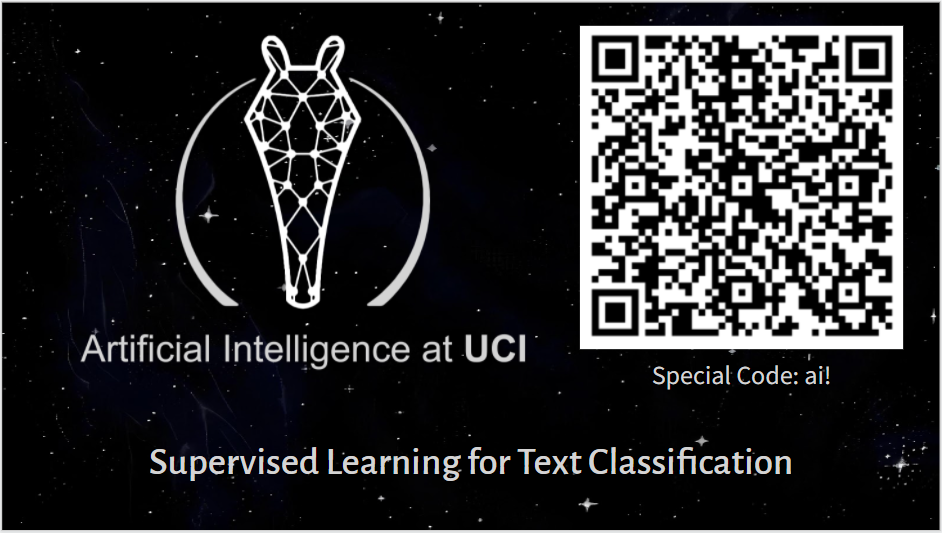 Artificial Intelligence at UCI
Special Code: ai!
Supervised Learning for Text Classification